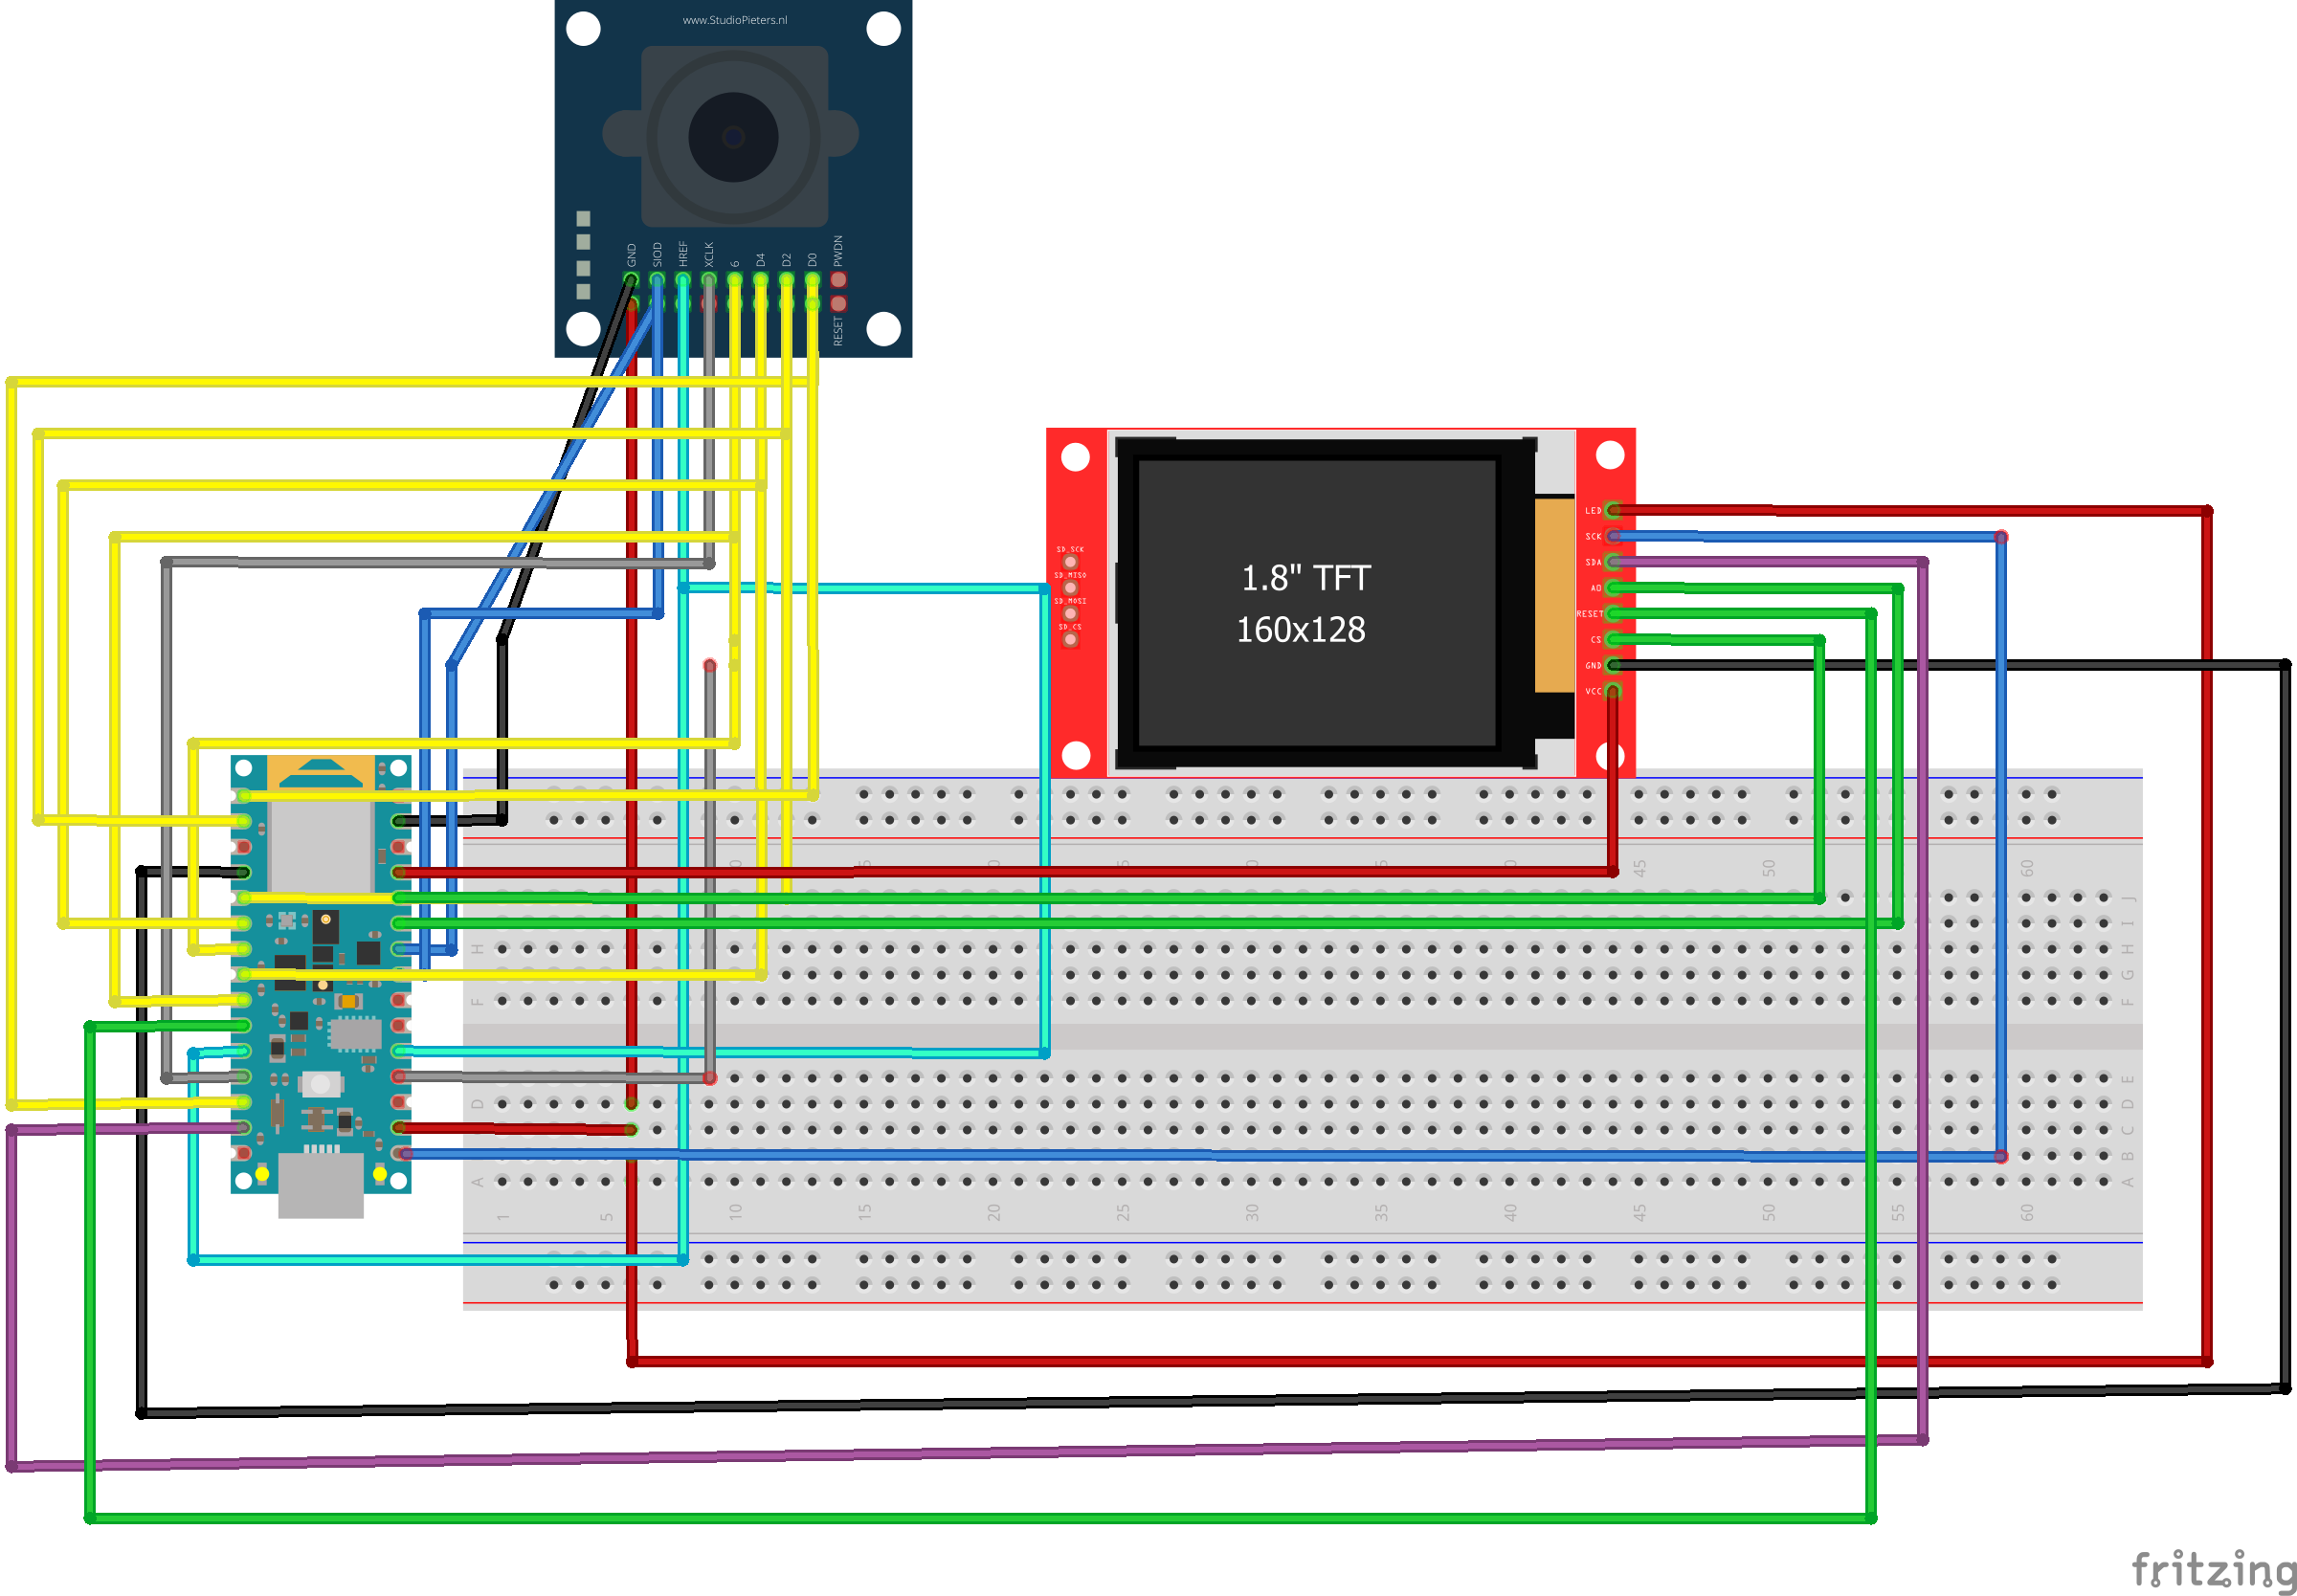 www.StudioPieters.nl
GND
SIOD
HREF
XCLK
6
D4
D2
D0
PWDN
RESET
SD_SCK
SD_MISO
SD_MOSI
SD_CS
1.8" TFT
160x128
LED
SCK
SDA
A0
RESET
CS
GND
VCC
45
50
60
J
I
H
H
G
F
F
E
D
D
C
B
A
A
1
5
10
15
20
25
30
35
40
45
50
55
60
fritzing